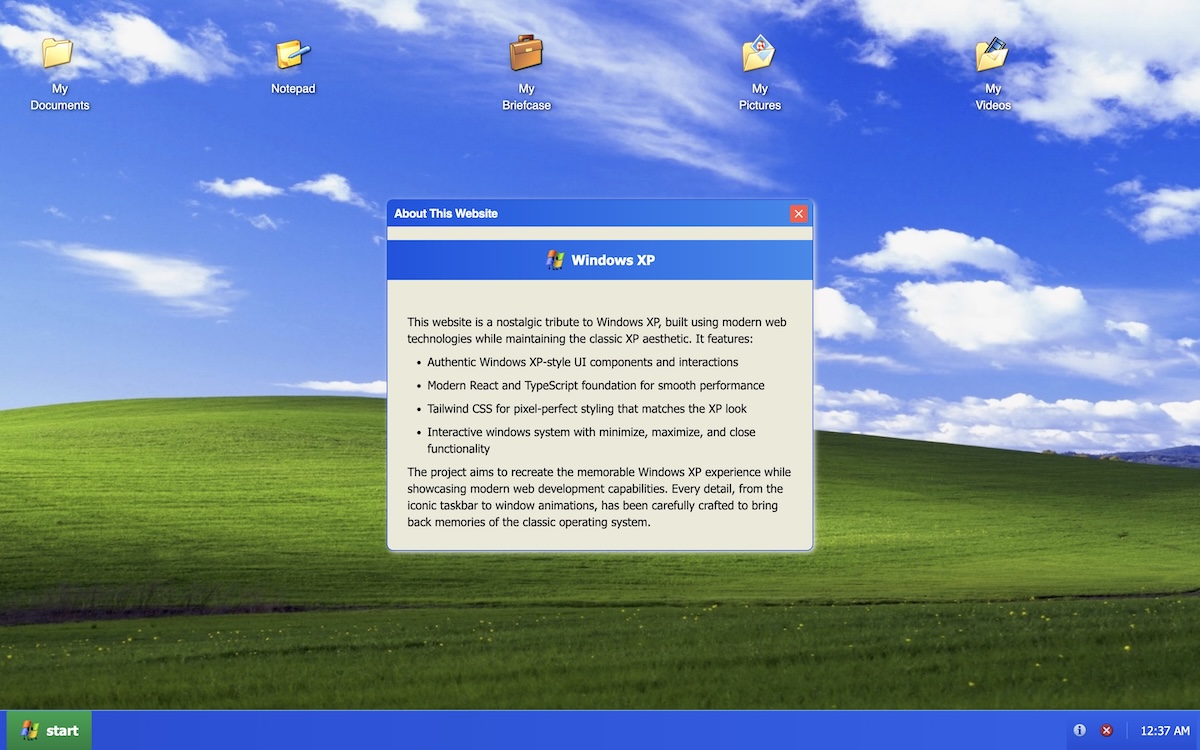 My
Documents
Notepad
My
Briefcase
My
Pictures
My
Videos
About This Website
Windows XP
This website is a nostalgic tribute to Windows XP, built using modern web
technologies while maintaining the classic XP aesthetic. It features:
• Authentic Windows XP-style UI components and interactions
• Modern React and TypeScript foundation for smooth performance
• Tailwind CSS for pixel-perfect styling that matches the XP look
• Interactive windows system with minimize, maximize, and close
functionality
The project aims to recreate the memorable Windows XP experience while
showcasing modern web development capabilities. Every detail, from the
iconic taskbar to window animations, has been carefully crafted to bring
back memories of the classic operating system.
start
12:37 AM